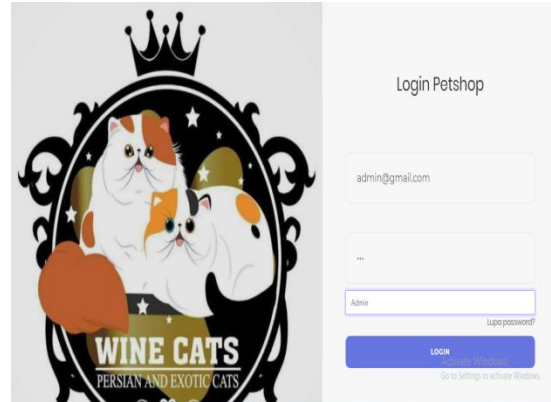 WINE CATS
PERSIAN AND EXOTIC CATS
Login Petshop
admin@gmail.com
...
Admin
Lupa password?
LOGIN
Activate Windows
Go to Settings to activate Windows.